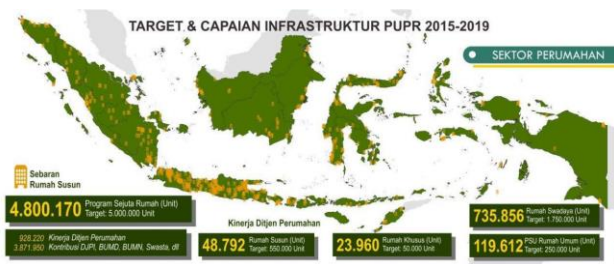 TARGET & CAPAIAN INFRASTRUKTUR PUPR 2015-2019
SEKTOR PERUMAHAN
Sebaran
Rumah Susun
4.800.170 Program Sejuta Rumah (Unit)
Target: 5.000.000 Unit
928.220 Kinerja Ditjen Perumahan
3.871.950 Kontribusi DJPI, BUMD, BUMN, Swasta, dll
Kinerja Ditjen Perumahan
48.792 Rumah Susun (Unit)
Target: 550.000 Unit
23.960 Rumah Khusus (Unit)
Target: 50.000 Unit
735.856 Rumah Swadaya (Unit)
Target: 1.750.000 Unit
119.612 PSU Rumah Umum (Unit)
Target: 250.000 Unit